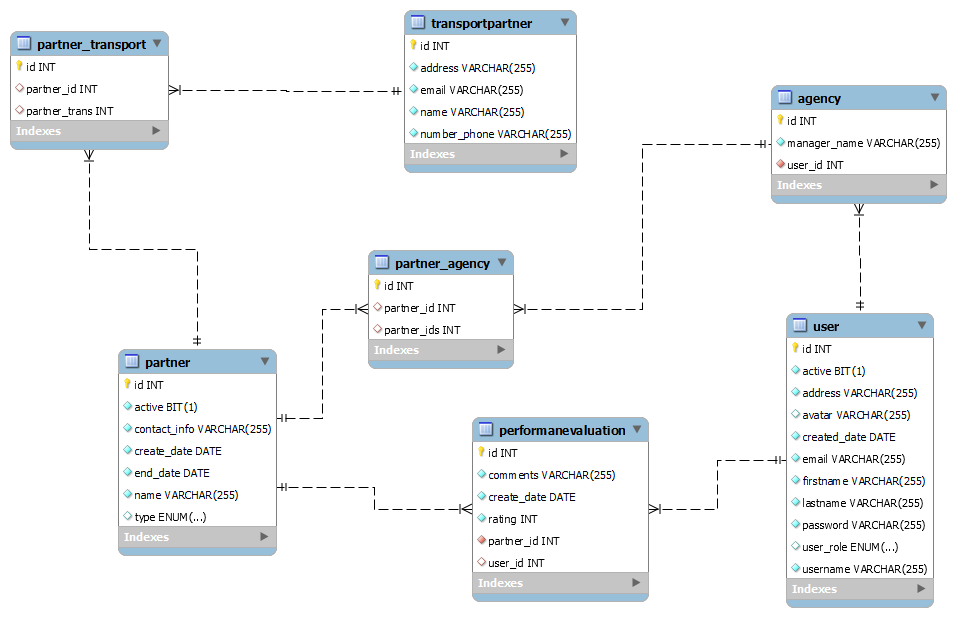 partner_transport
id INT
partner_id INT
partner_trans INT
Indexes
transportpartner
id INT
address VARCHAR(255)
email VARCHAR(255)
name VARCHAR(255)
number_phone VARCHAR(255)
Indexes
agency
id INT
manager_name VARCHAR(255)
user_id INT
Indexes
partner_agency
id INT
partner_id INT
partner_ids INT
Indexes
partner
id INT
active BIT(1)
contact_info VARCHAR(255)
create_date DATE
end_date DATE
name VARCHAR(255)
type ENUM(...)
Indexes
performanevaluation
id INT
comments VARCHAR(255)
create_date DATE
rating INT
partner_id INT
user_id INT
Indexes
user
id INT
active BIT(1)
address VARCHAR(255)
avatar VARCHAR(255)
created_date DATE
email VARCHAR(255)
firstname VARCHAR(255)
lastname VARCHAR(255)
password VARCHAR(255)
user_role ENUM(...)
username VARCHAR(255)
Indexes